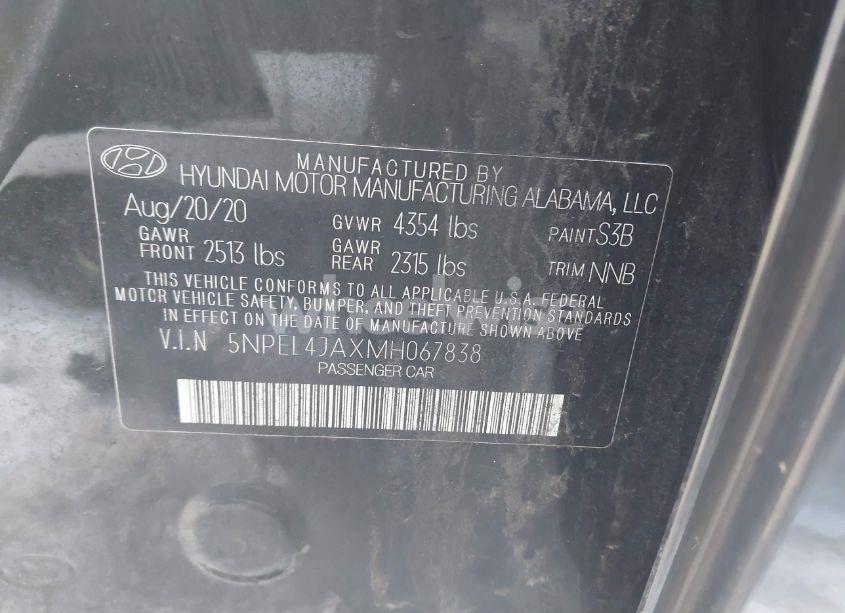 MANUFACTURED BY
HYUNDAI MOTOR MANUFACTURING ALABAMA, LLC
Aug/20/20 GVWR 4354 lbs PAINT S3B
GAWR FRONT 2513 lbs GAWR REAR 2315 lbs TRIM NNB
THIS VEHICLE CONFORMS TO ALL APPLICABLE U.S.A. FEDERAL
MOTOR VEHICLE SAFETY, BUMPER, AND THEFT PREVENTION STANDARDS
IN EFFECT ON THE DATE OF MANUFACTURE SHOWN ABOVE
V.I.N 5NPEL4JAXMH067838
PASSENGER CAR